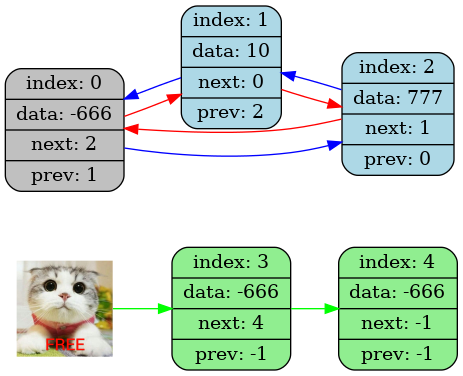 index: 0
data: -666
next: 2
prev: 1
index: 1
data: 10
next: 0
prev: 2
index: 2
data: 777
next: 1
prev: 0
FREE
index: 3
data: -666
next: 4
prev: -1
index: 4
data: -666
next: -1
prev: -1